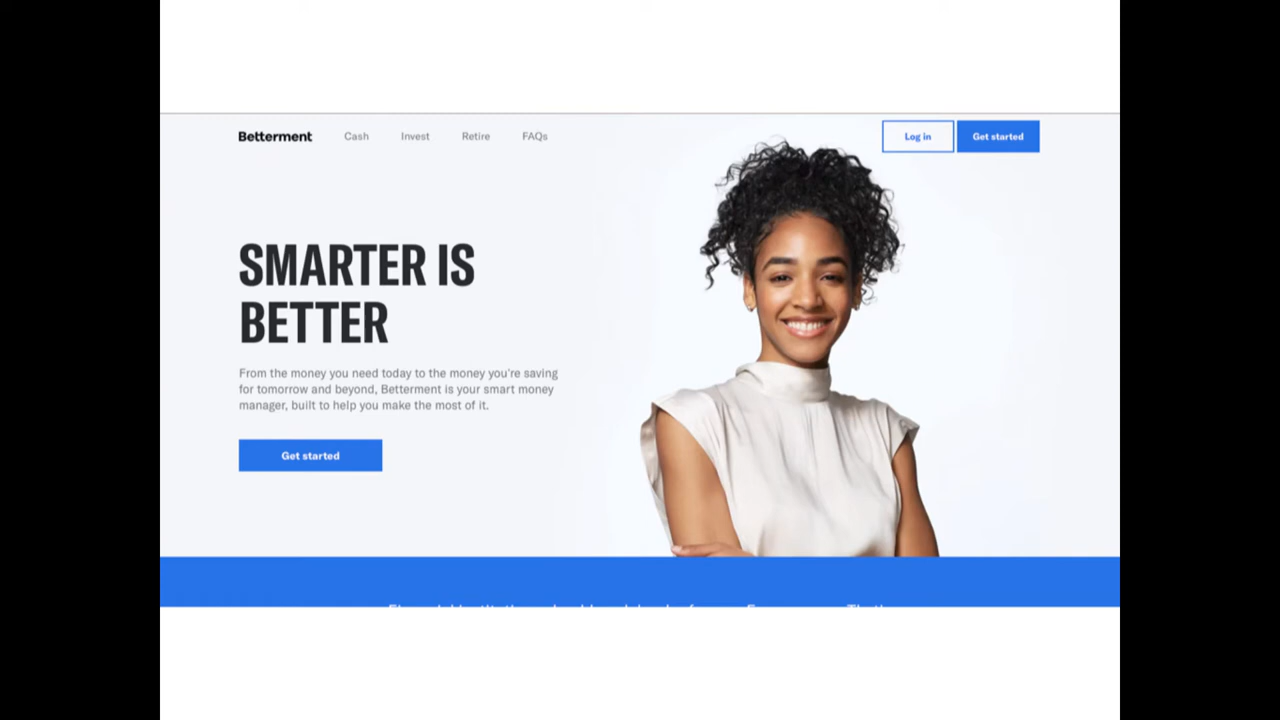 Betterment Cash Invest Retire FAQs Log in Get started
SMARTER IS
BETTER
From the money you need today to the money you're saving
for tomorrow and beyond, Betterment is your smart money
manager, built to help you make the most of it.
Get started